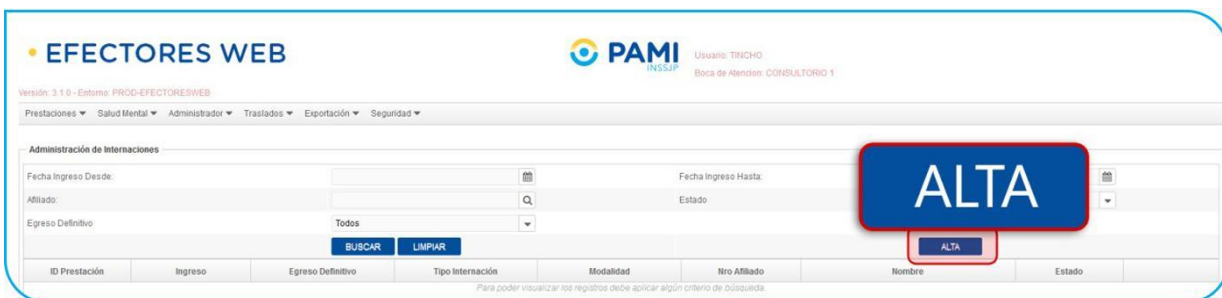 • EFECTORES WEB
PAMI
INSSJP
Usuario: TINCHO
Boca de Atencion: CONSULTORIO 1
Versión: 3.1.0 - Entorno: PROD-EFECTORESWEB
Prestaciones Salud Mental Administrador Traslados Exportación Seguridad
Administración de Internaciones
Fecha Ingreso Desde: Fecha Ingreso Hasta:
ALTA
Afiliado: Estado
Egreso Definitivo Todos
BUSCAR LIMPIAR ALTA
ID Prestación Ingreso Egreso Definitivo Tipo Internación Modalidad Nro Afiliado Nombre Estado
Para poder visualizar los registros debe aplicar algún criterio de búsqueda.